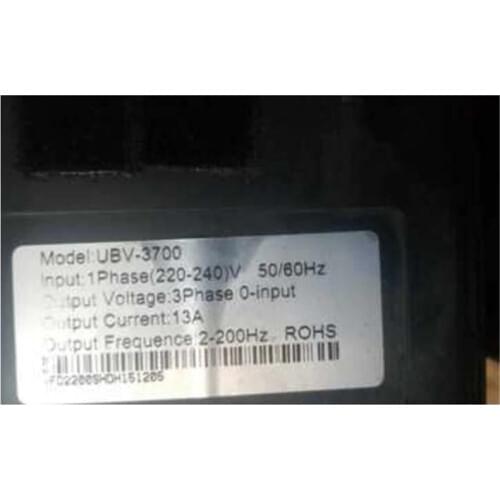 Model:UBV-3700
Input:1Phase(220-240)V 50/60Hz
Output Voltage:3Phase 0-input
Output Current:13A
Output Frequence:2-200Hz ROHS